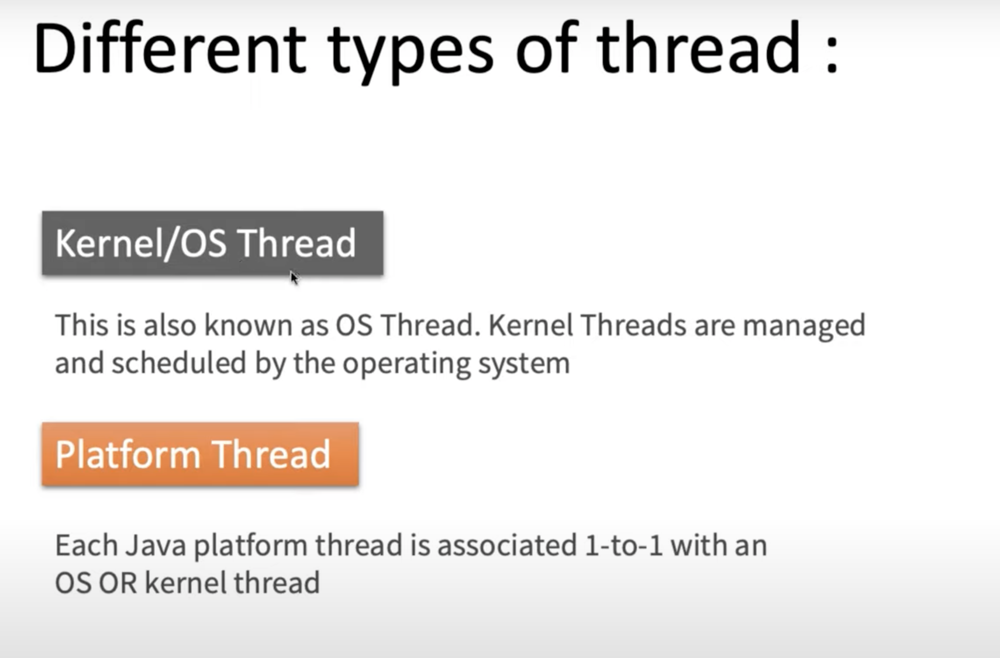 Different types of thread :
Kernel/OS Thread
This is also known as OS Thread. Kernel Threads are managed
and scheduled by the operating system
Platform Thread
Each Java platform thread is associated 1-to-1 with an
OS OR kernel thread